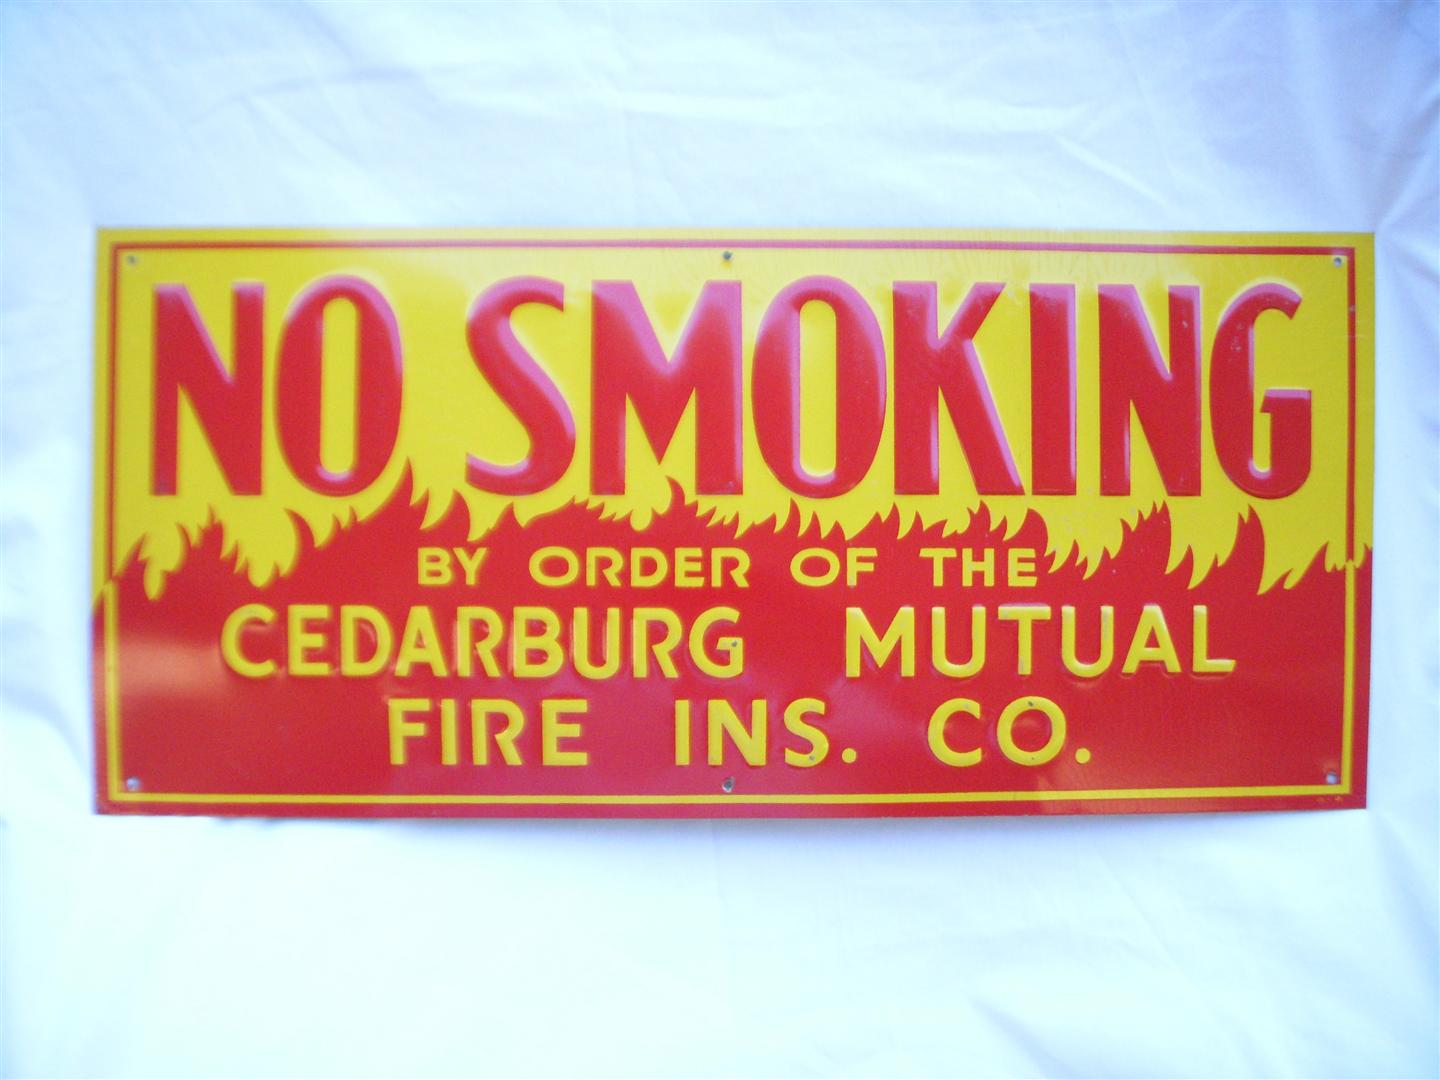 NO SMOKING
BY ORDER OF THE
CEDARBURG MUTUAL
FIRE INS. CO.